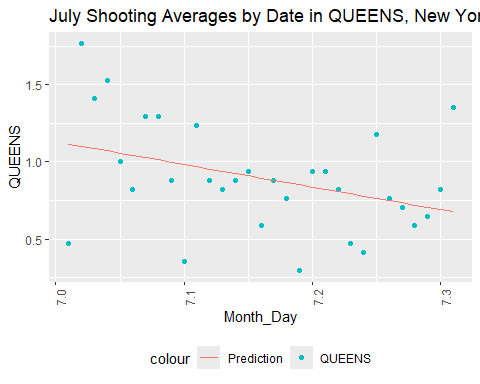 July Shooting Averages by Date in QUEENS, New Yor
1.5
1.0
0.5
QUEENS
7.0
7.1
7.2
7.3
Month_Day
colour
Prediction
QUEENS